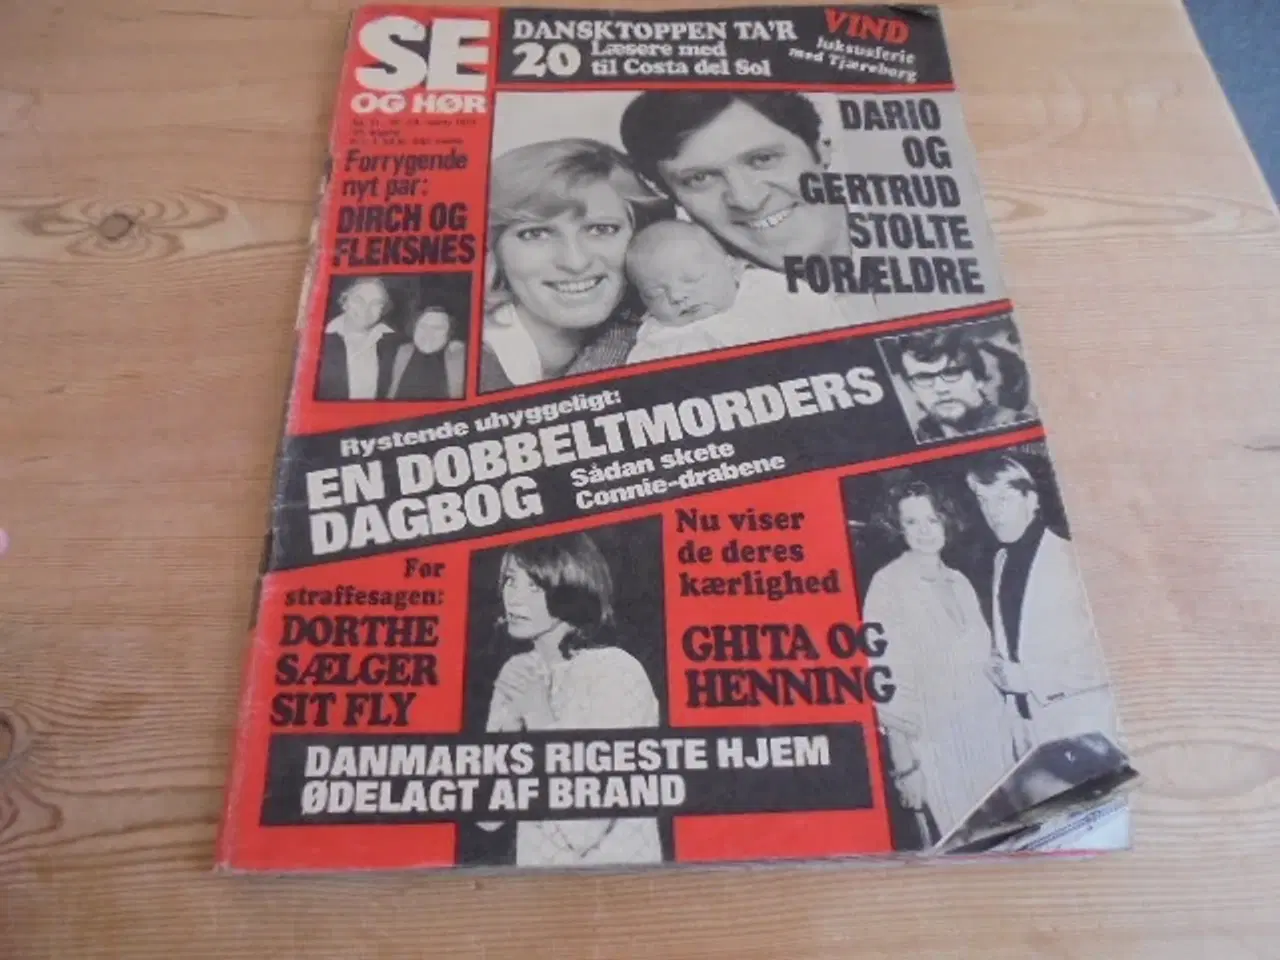 SE
OG HØR
DANSKTOPPEN TA'R
20 Læsere med
til Costa del Sol
VIND
luksusferie
med Tjæreborg
Forrygende
nyt par:
DIRCH OG
FLEKSNES
DARIO
OG
GERTRUD
STOLTE
FORÆLDRE
Rystende uhyggeligt:
EN DOBBELTMORDERS
DAGBOG
Sådan skete
Connie-drabene
For
straffesagen:
DORTHE
SÆLGER
SIT FLY
Nu viser
de deres
kærlighed
GHITA OG
HENNING
DANMARKS RIGESTE HJEM
ØDELAGT AF BRAND